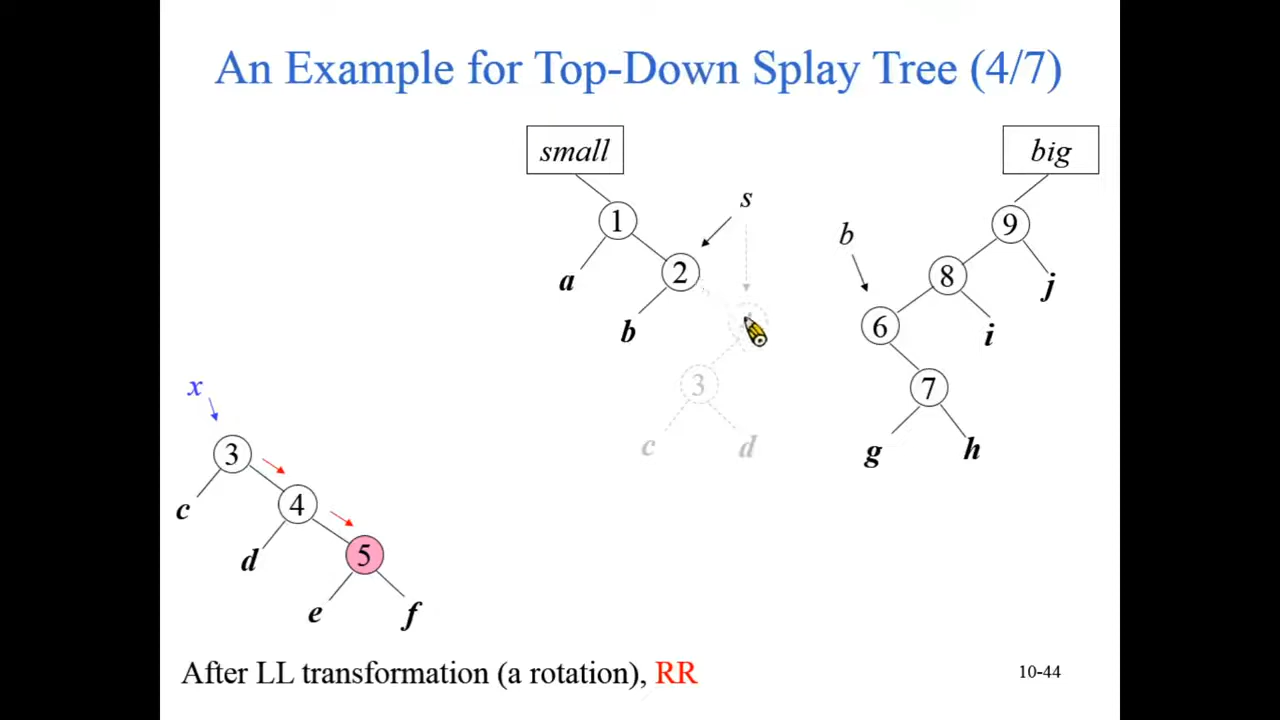 An Example for Top-Down Splay Tree (4/7)
small
big
s
1
9
b
2
8
a
j
b
6
i
x
3
7
3
c
d
g
h
4
c
5
d
e
f
After LL transformation (a rotation), RR
10-44